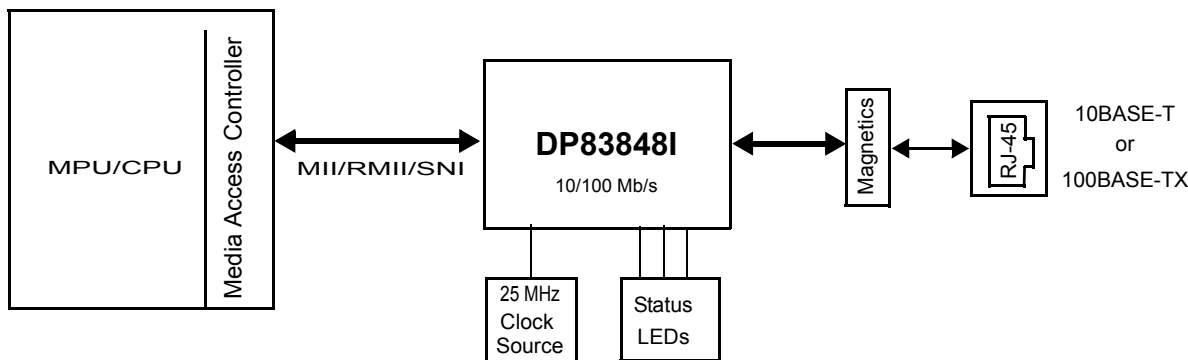 MPU/CPU
Media Access Controller
MII/RMII/SNI
DP83848I
10/100 Mb/s
25 MHz
Clock
Source
Status
LEDs
Magnetics
RJ-45
10BASE-T
or
100BASE-TX